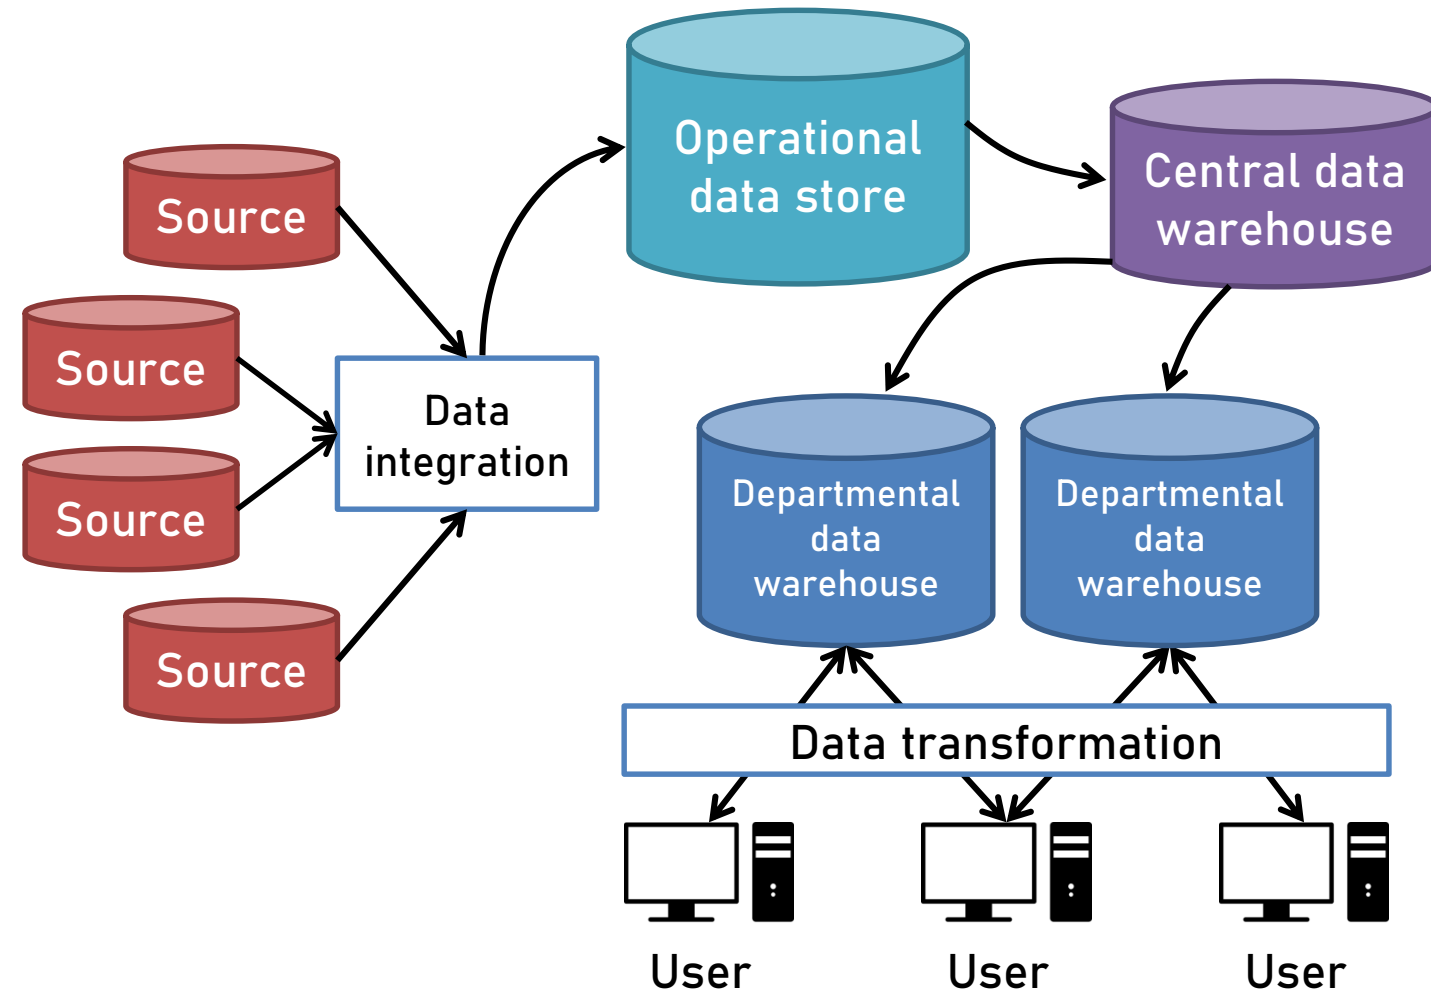 Operational
data store
Central data
warehouse
Source
Source
Source
Source
Data
integration
Departmental
data
warehouse
Departmental
data
warehouse
Data transformation
User
User
User